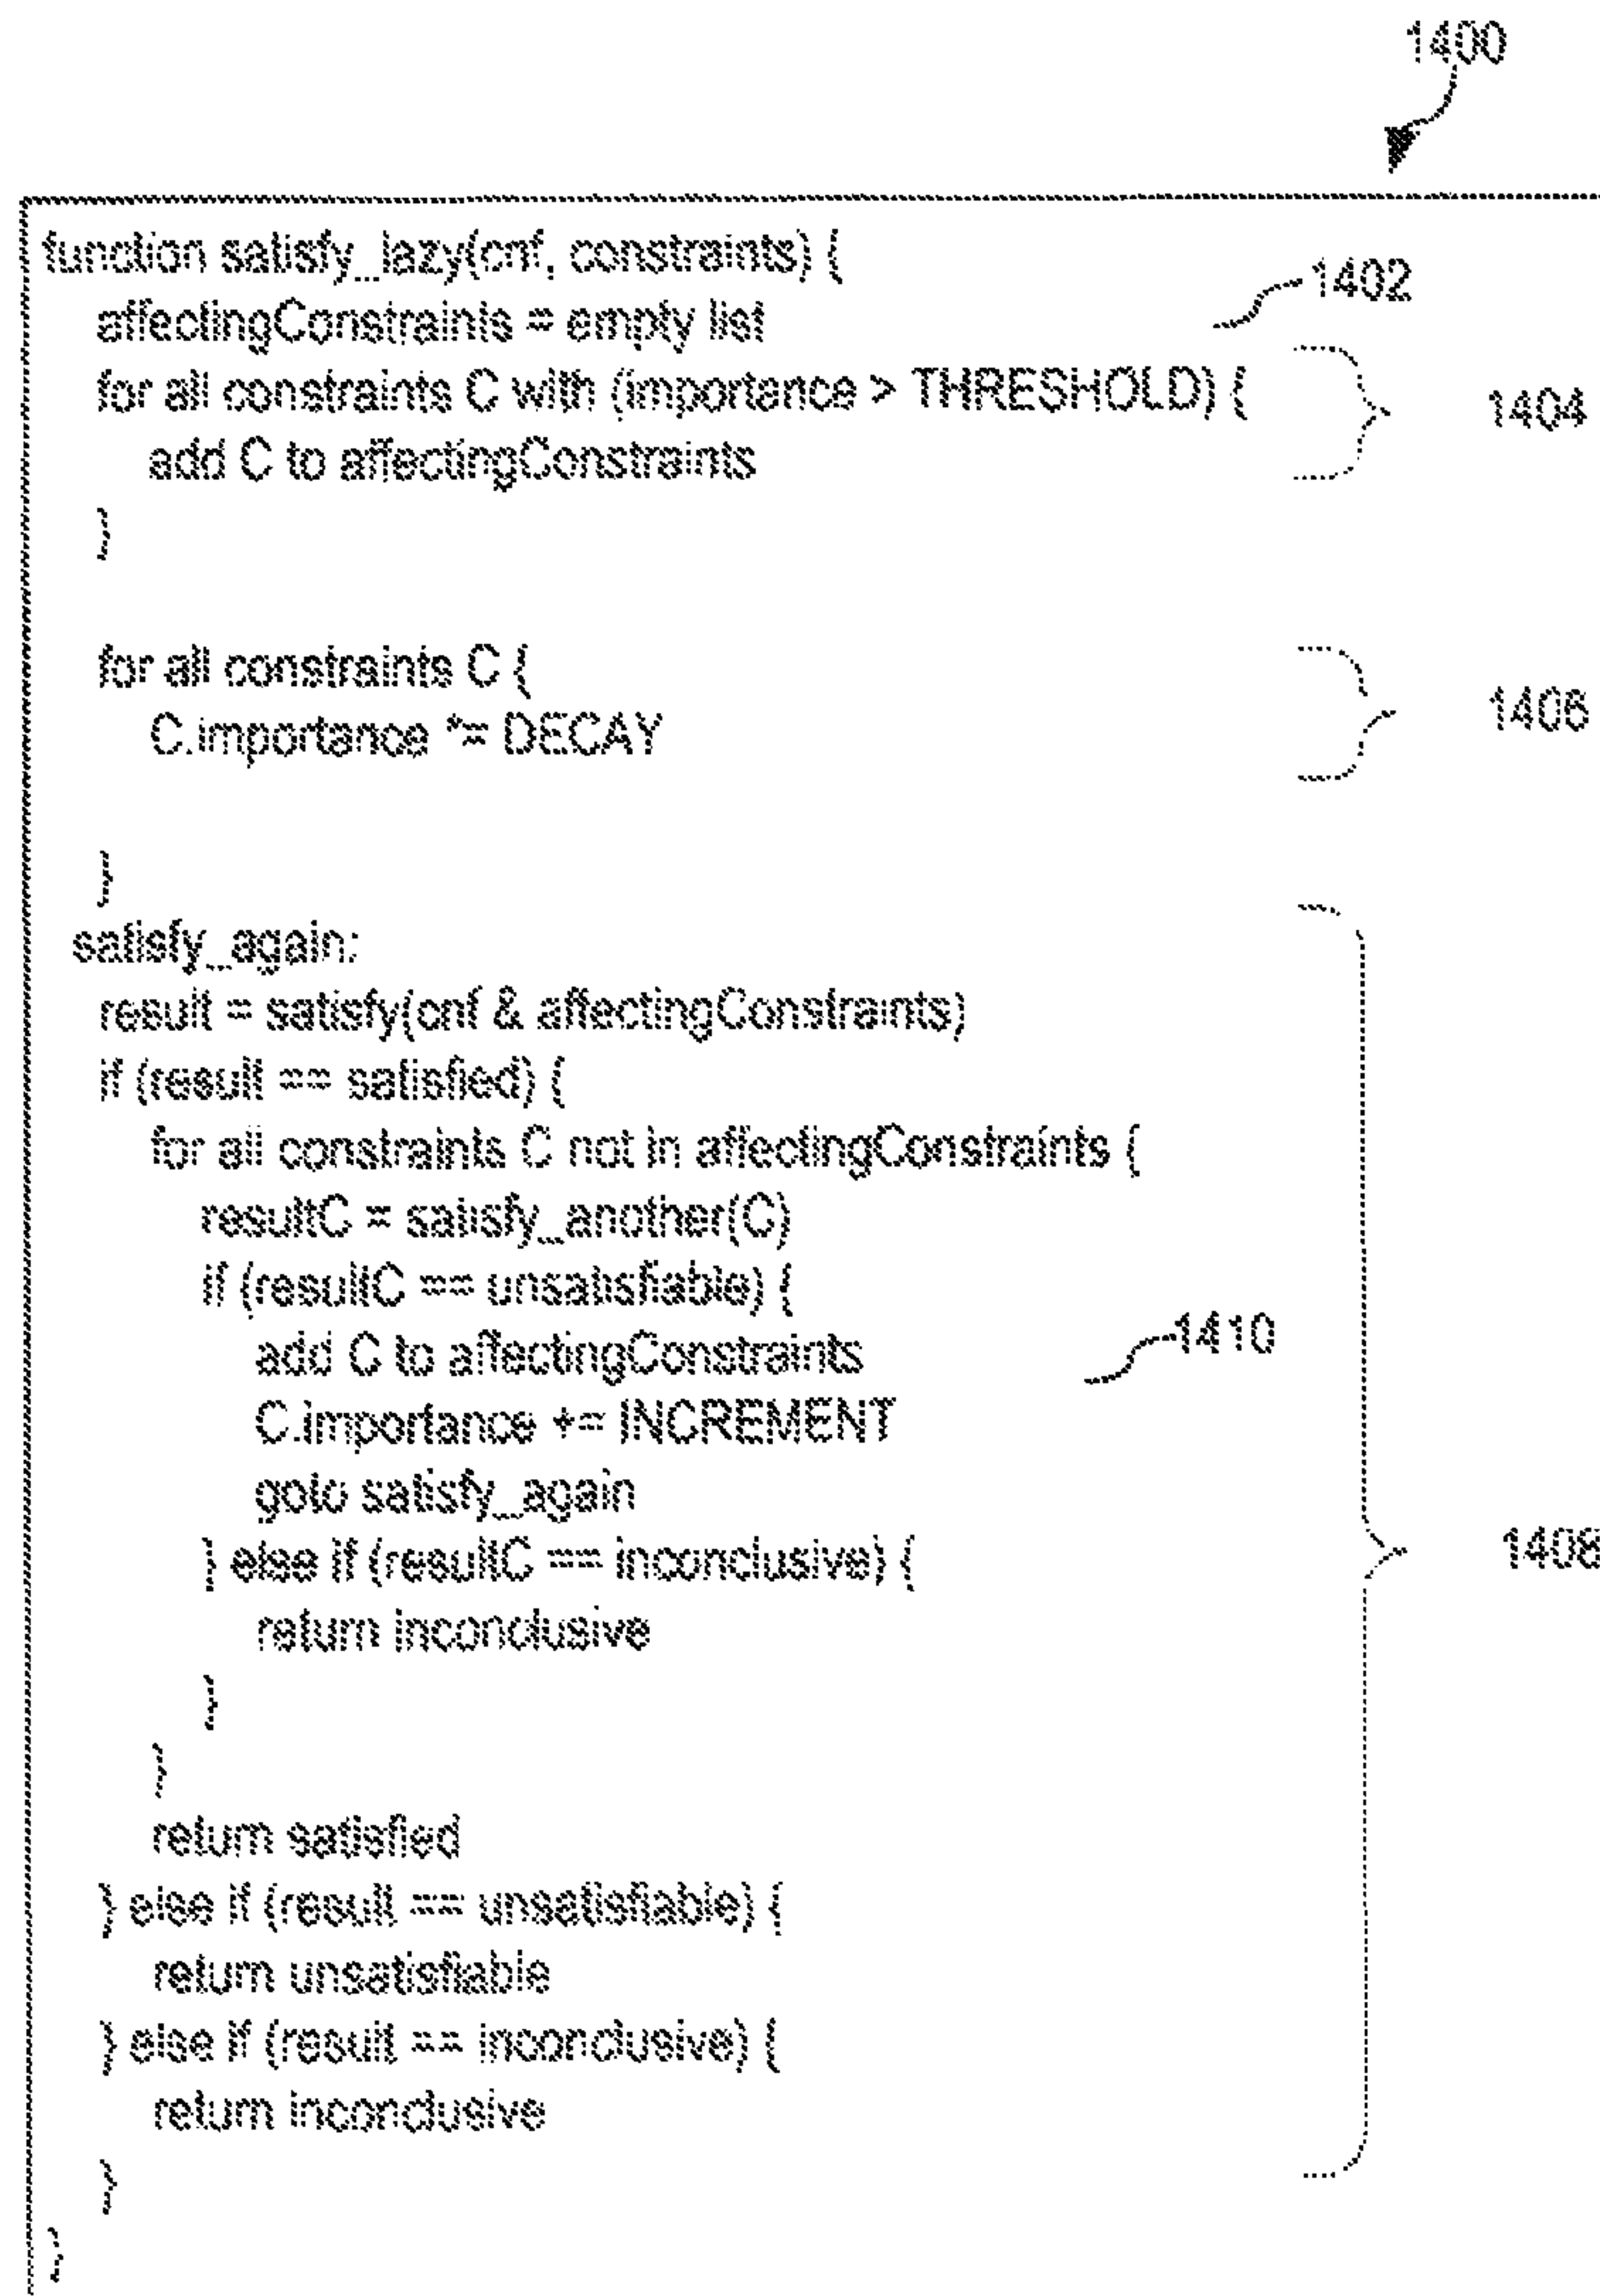 1400
function satisfy_lazy(cnf, constraints) {
1402
affectingConstraints = empty list
for all constraints C with (importance > THRESHOLD) {
1404
add C to affectingConstraints
}
for all constraints C {
1406
C.importance *= DECAY
}
satisfy_again:
result = satisfy(cnf & affectingConstraints)
if (result == satisfied) {
for all constraints C not in affectingConstraints {
resultC = satisfy_another(C)
if (resultC == unsatisfiable) {
1410
add C to affectingConstraints
C.importance += INCREMENT
goto satisfy_again
} else if (resultC == inconclusive) {
1408
return inconclusive
}
}
return satisfied
} else if (result == unsatisfiable) {
return unsatisfiable
} else if (result == inconclusive) {
return inconclusive
}
}